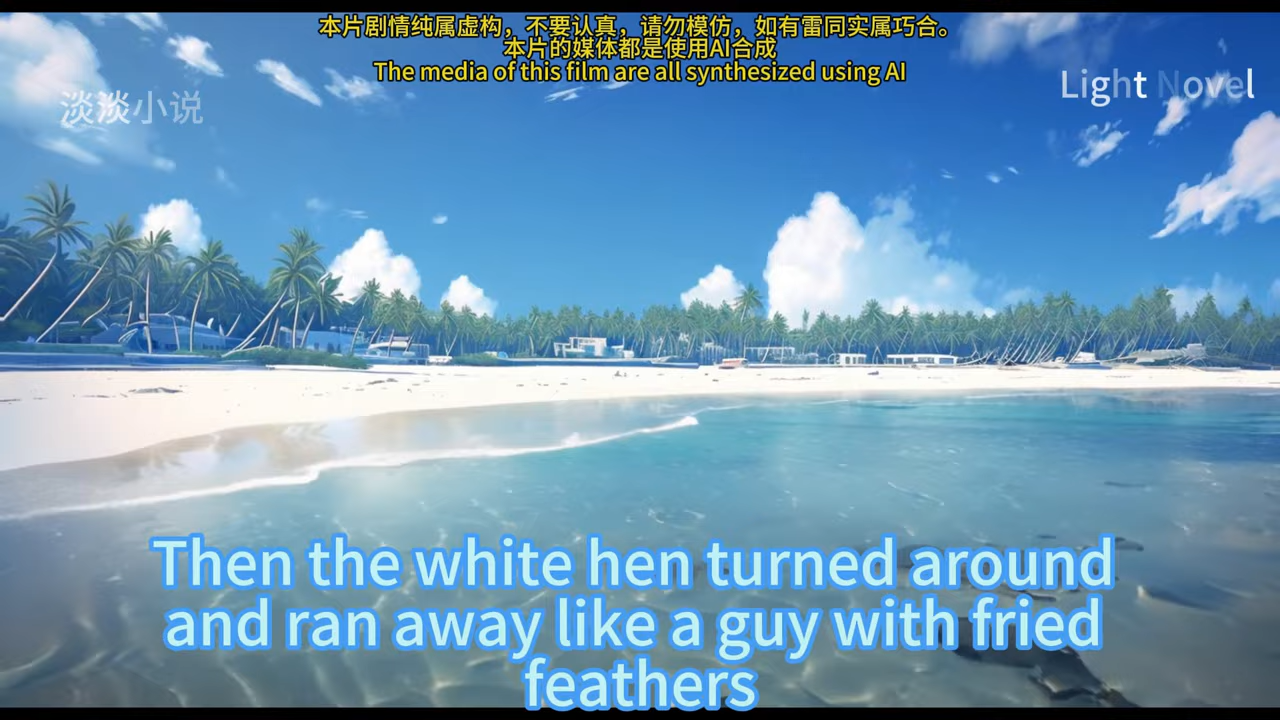 本片剧情纯属虚构，不要认真，请勿模仿，如有雷同实属巧合。
本片的媒体都是使用AI合成
The media of this film are all synthesized using AI
淡淡小说
Light Novel
Then the white hen turned around
and ran away like a guy with fried
feathers